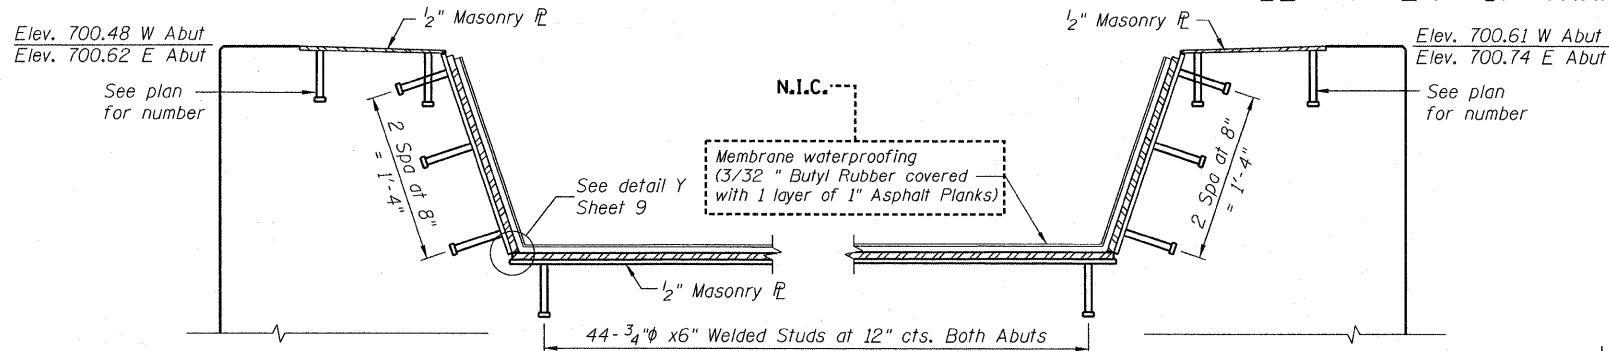 1/2" Masonry ℄
1/2" Masonry ℄
Elev. 700.48 W Abut
Elev. 700.62 E Abut
Elev. 700.61 W Abut
Elev. 700.74 E Abut
See plan
for number
N.I.C.
See plan
for number
2 Spa at 8"
= 1'-4"
Membrane waterproofing
(3/32 " Butyl Rubber covered
with 1 layer of 1" Asphalt Planks)
2 Spa at 8"
= 1'-4"
See detail Y
Sheet 9
1/2" Masonry ℄
44-3/4"φ x6" Welded Studs at 12" cts. Both Abuts